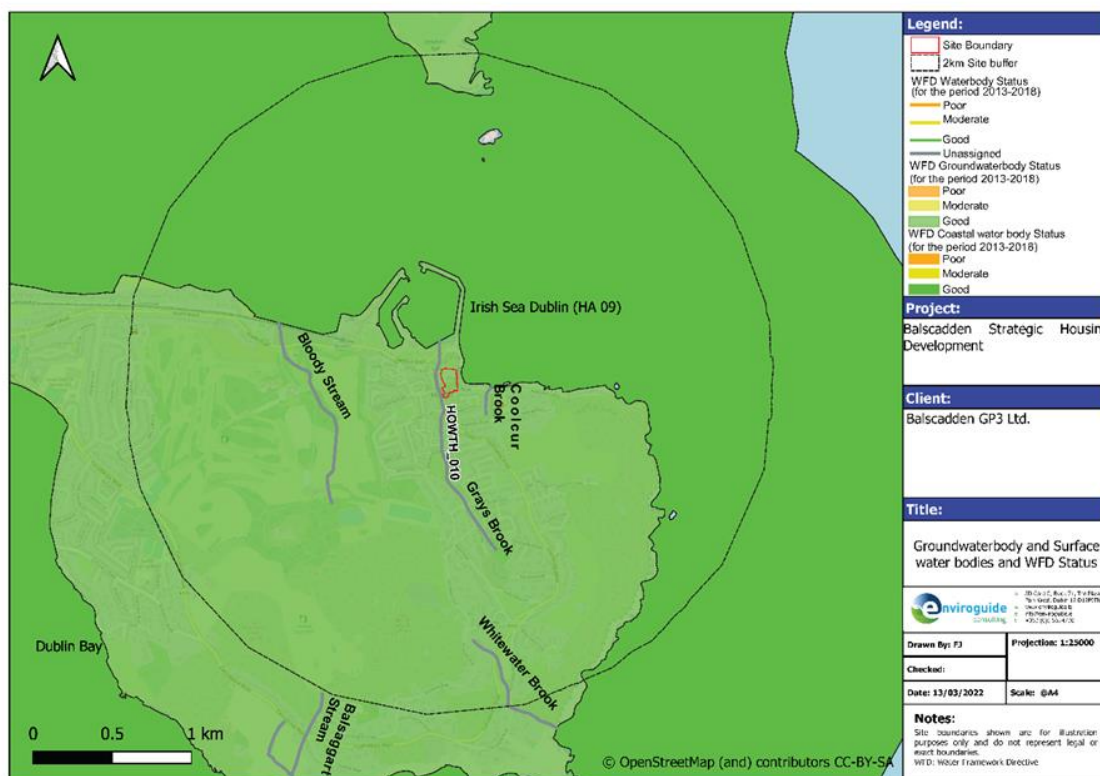 Irish Sea Dublin (HA 09)
Bloody Stream
Coolcur
Brook
HOWTH_010
Grays Brook
Whitewater Brook
Dublin Bay
Balsaggart
Stream
0 0.5 1 km
© OpenStreetMap (and) contributors CC-BY-SA
Legend:
Site Boundary
2km Site buffer
WFD Waterbody Status
(for the period 2013-2018)
Poor
Moderate
Good
Unassigned
WFD Groundwaterbody Status
(for the period 2013-2018)
Poor
Moderate
Good
WFD Coastal water body Status
(for the period 2013-2018)
Poor
Moderate
Good
Project:
Balscadden Strategic Housin
Development
Client:
Balscadden GP3 Ltd.
Title:
Groundwaterbody and Surface
water bodies and WFD Status
enviroguide
consulting
Drawn By: FJ
Projection: 1:25000
Checked:
Date: 13/03/2022
Scale: @A4
Notes:
Site boundaries shown are for illustration
purposes only and do not represent legal or
exact boundaries.
WFD: Water Framework Directive